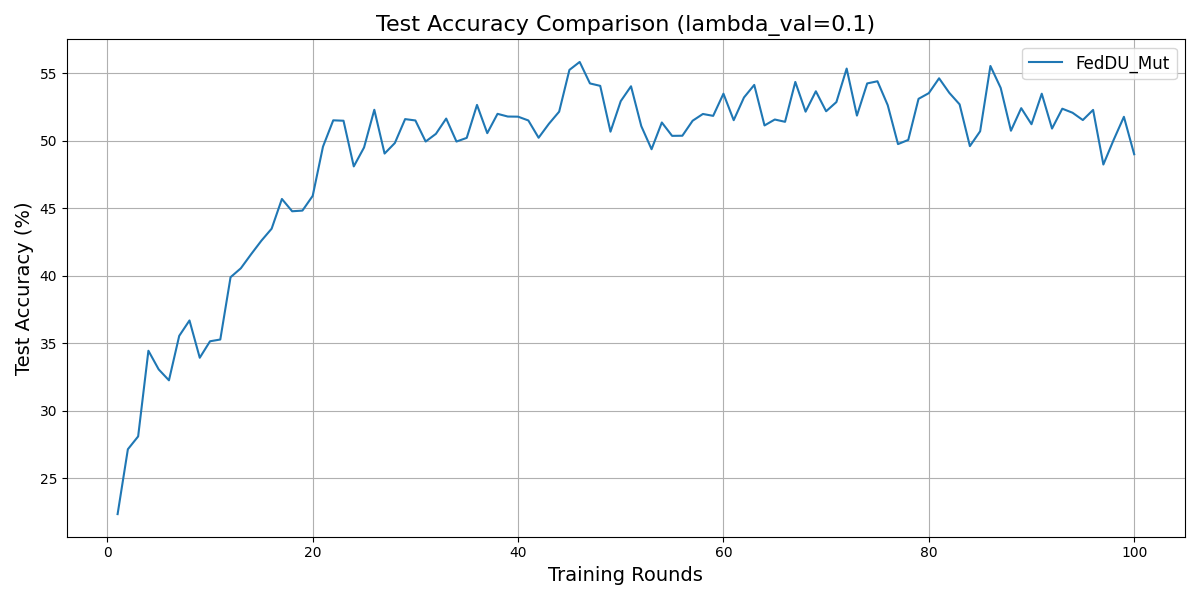 Test Accuracy Comparison (lambda_val=0.1)
FedDU_Mut
Test Accuracy (%)
55
50
45
40
35
30
25
0 20 40 60 80 100
Training Rounds